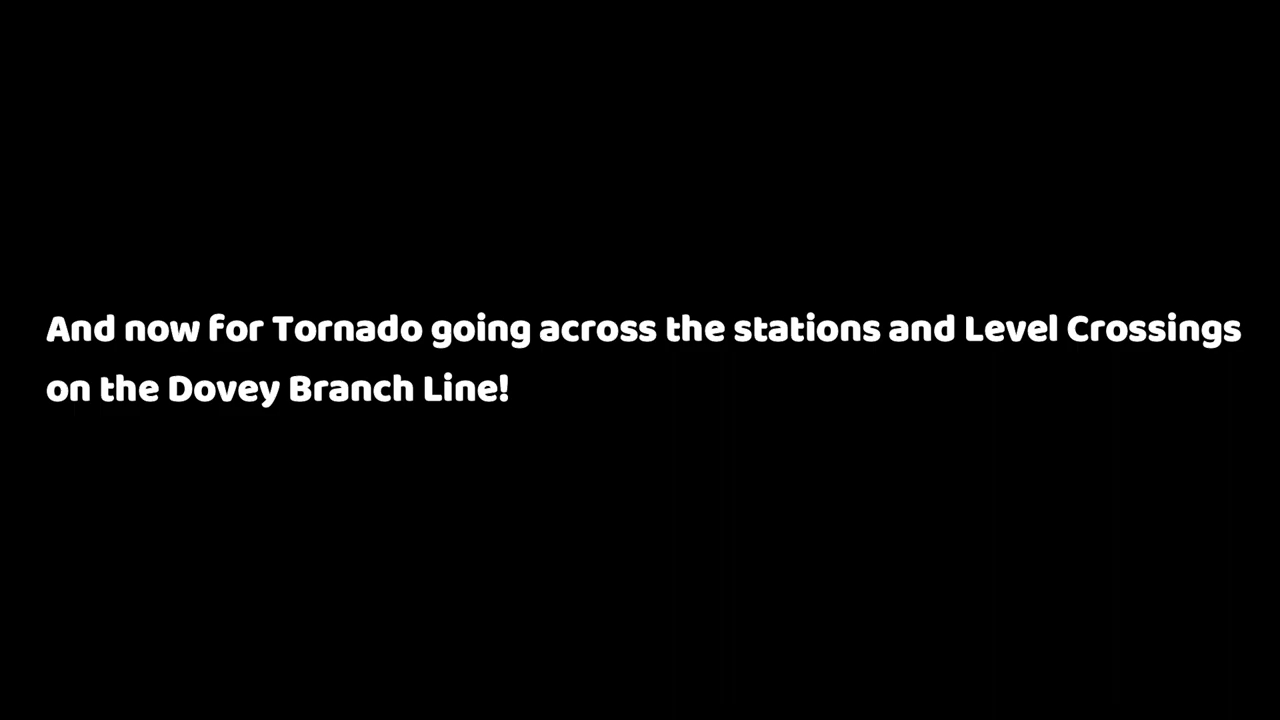 And now for Tornado going across the stations and Level Crossings
on the Dovey Branch Line!